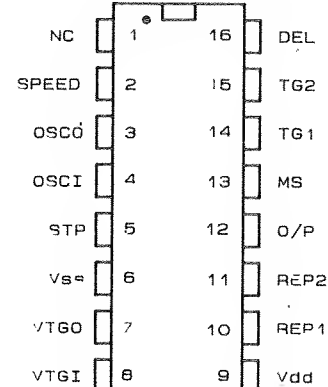 NC 1 16 DEL
SPEED 2 15 TG2
OSCO 3 14 TG1
OSCI 4 13 MS
STP 5 12 O/P
Vss 6 11 REP2
VTGO 7 10 REP1
VTGI 8 9 Vdd